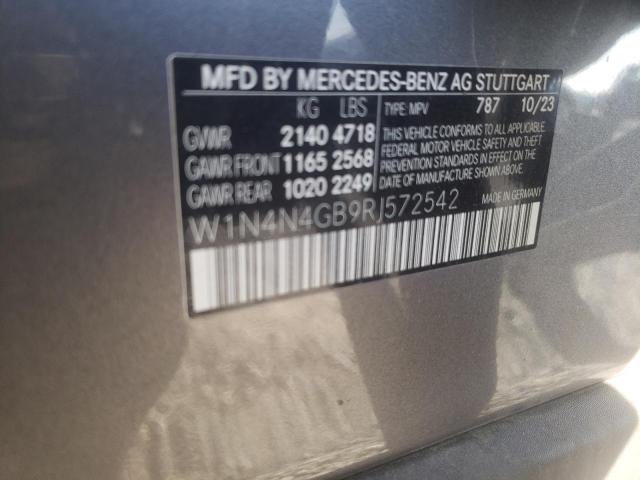 MFD BY MERCEDES-BENZ AG STUTTGART
KG LBS TYPE: MPV 787 10/23
GVWR 2140 4718
GAWR FRONT 1165 2568
GAWR REAR 1020 2249
THIS VEHICLE CONFORMS TO ALL APPLICABLE
FEDERAL MOTOR VEHICLE SAFETY AND THEFT
PREVENTION STANDARDS IN EFFECT ON THE
DATE OF MANUFACTURE SHOWN ABOVE.
W1N4N4GB9RJ572542
MADE IN GERMANY